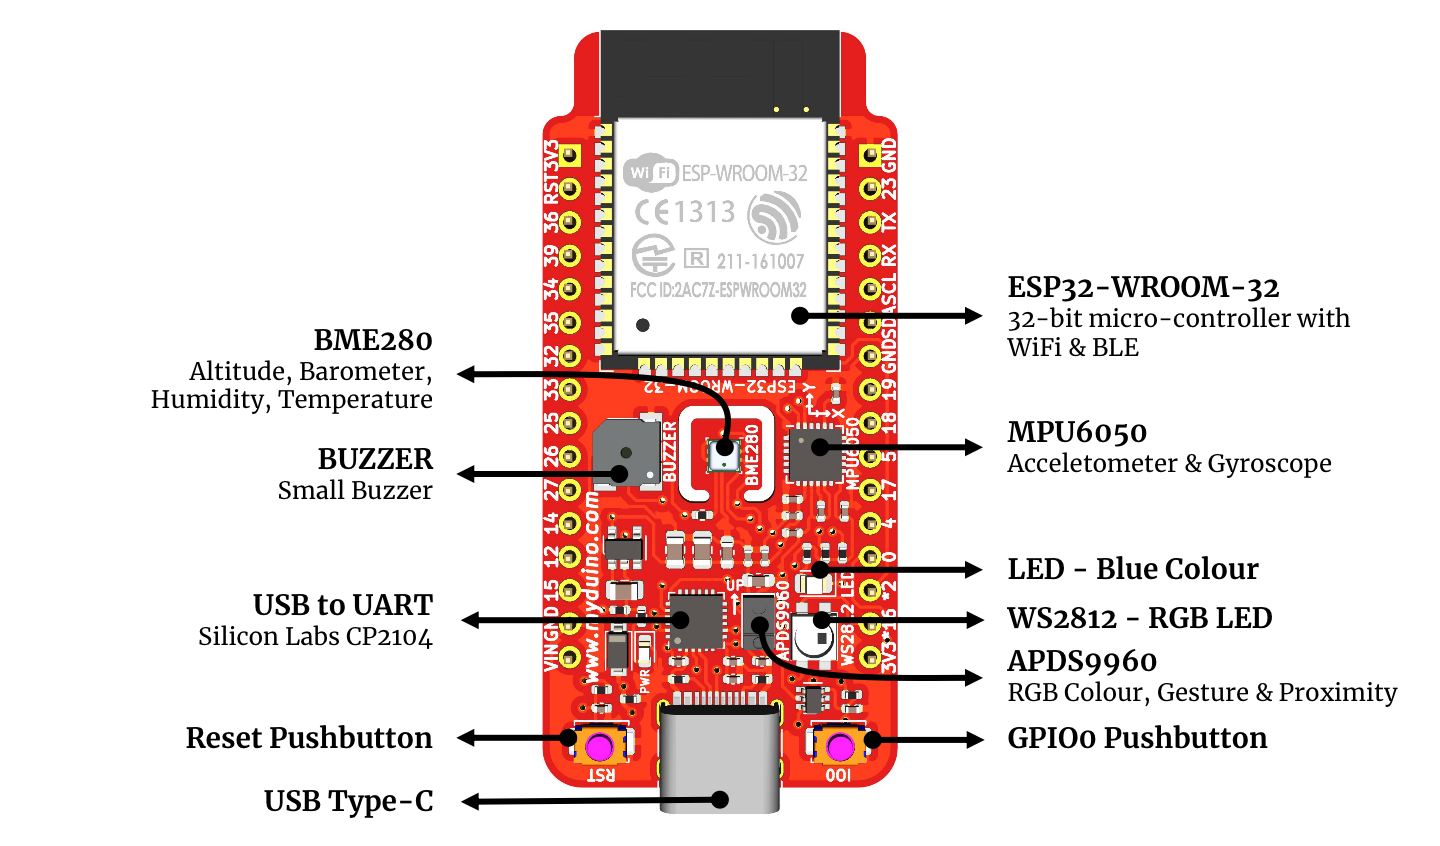 WiFi ESP-WROOM-32
CE1313
R 211-161007
FCC ID:2AC7Z-ESPWROOM32
3V3
RST
36
39
34
35
32
33
25
26
27
14
12
15
GND
VIN
GND
23
TX
RX
SCL
SDA
GND
19
18
5
17
4
0
*2
*16
3V3
ESP32-WROOM-32
Y
X
BUZZER
BME280
MPU6050
www.myduino.com
UP
APDS9960
LED
WS2812
PWR
RST
IO0
BME280
Altitude, Barometer,
Humidity, Temperature
BUZZER
Small Buzzer
USB to UART
Silicon Labs CP2104
Reset Pushbutton
USB Type-C
ESP32-WROOM-32
32-bit micro-controller with
WiFi & BLE
MPU6050
Acceletometer & Gyroscope
LED - Blue Colour
WS2812 - RGB LED
APDS9960
RGB Colour, Gesture & Proximity
GPIO0 Pushbutton